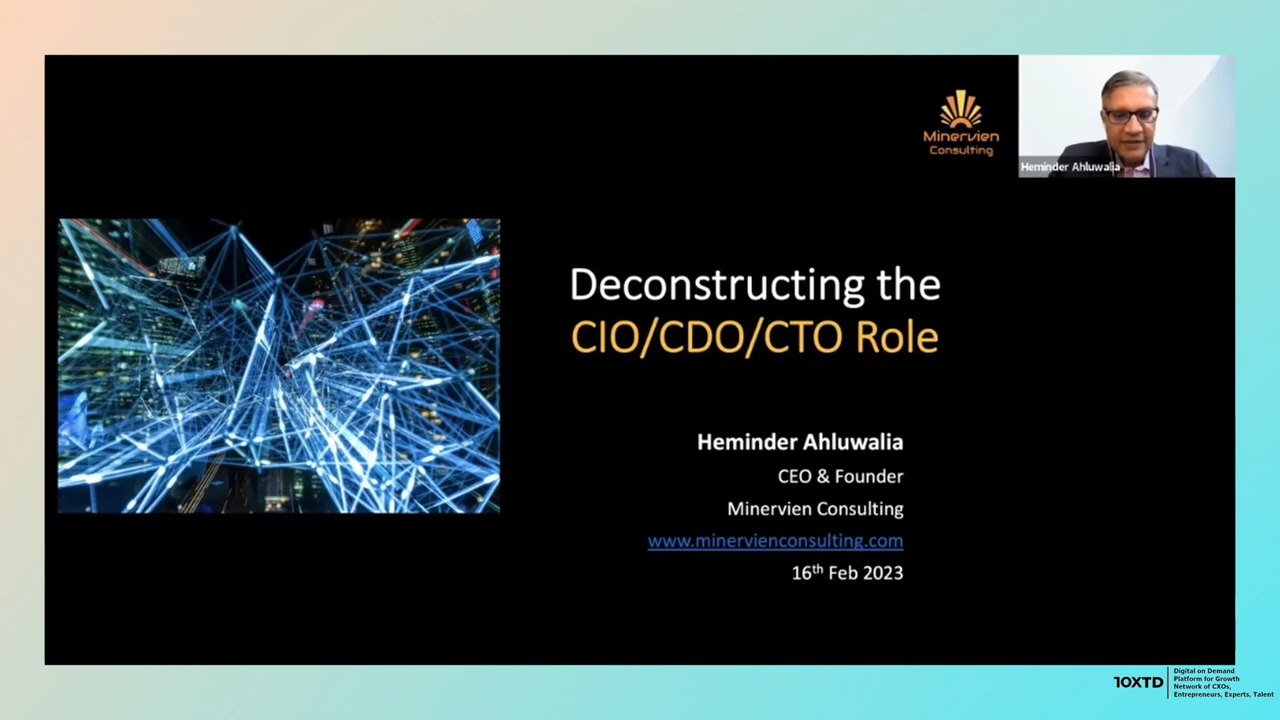 Minervien
Consulting
Heminder Ahluwalia
Deconstructing the
CIO/CDO/CTO Role
Heminder Ahluwalia
CEO & Founder
Minervien Consulting
www.minervienconsulting.com
16th Feb 2023
10XTD
Digital on Demand
Platform for Growth
Network of CXOs,
Entrepreneurs, Experts, Talent